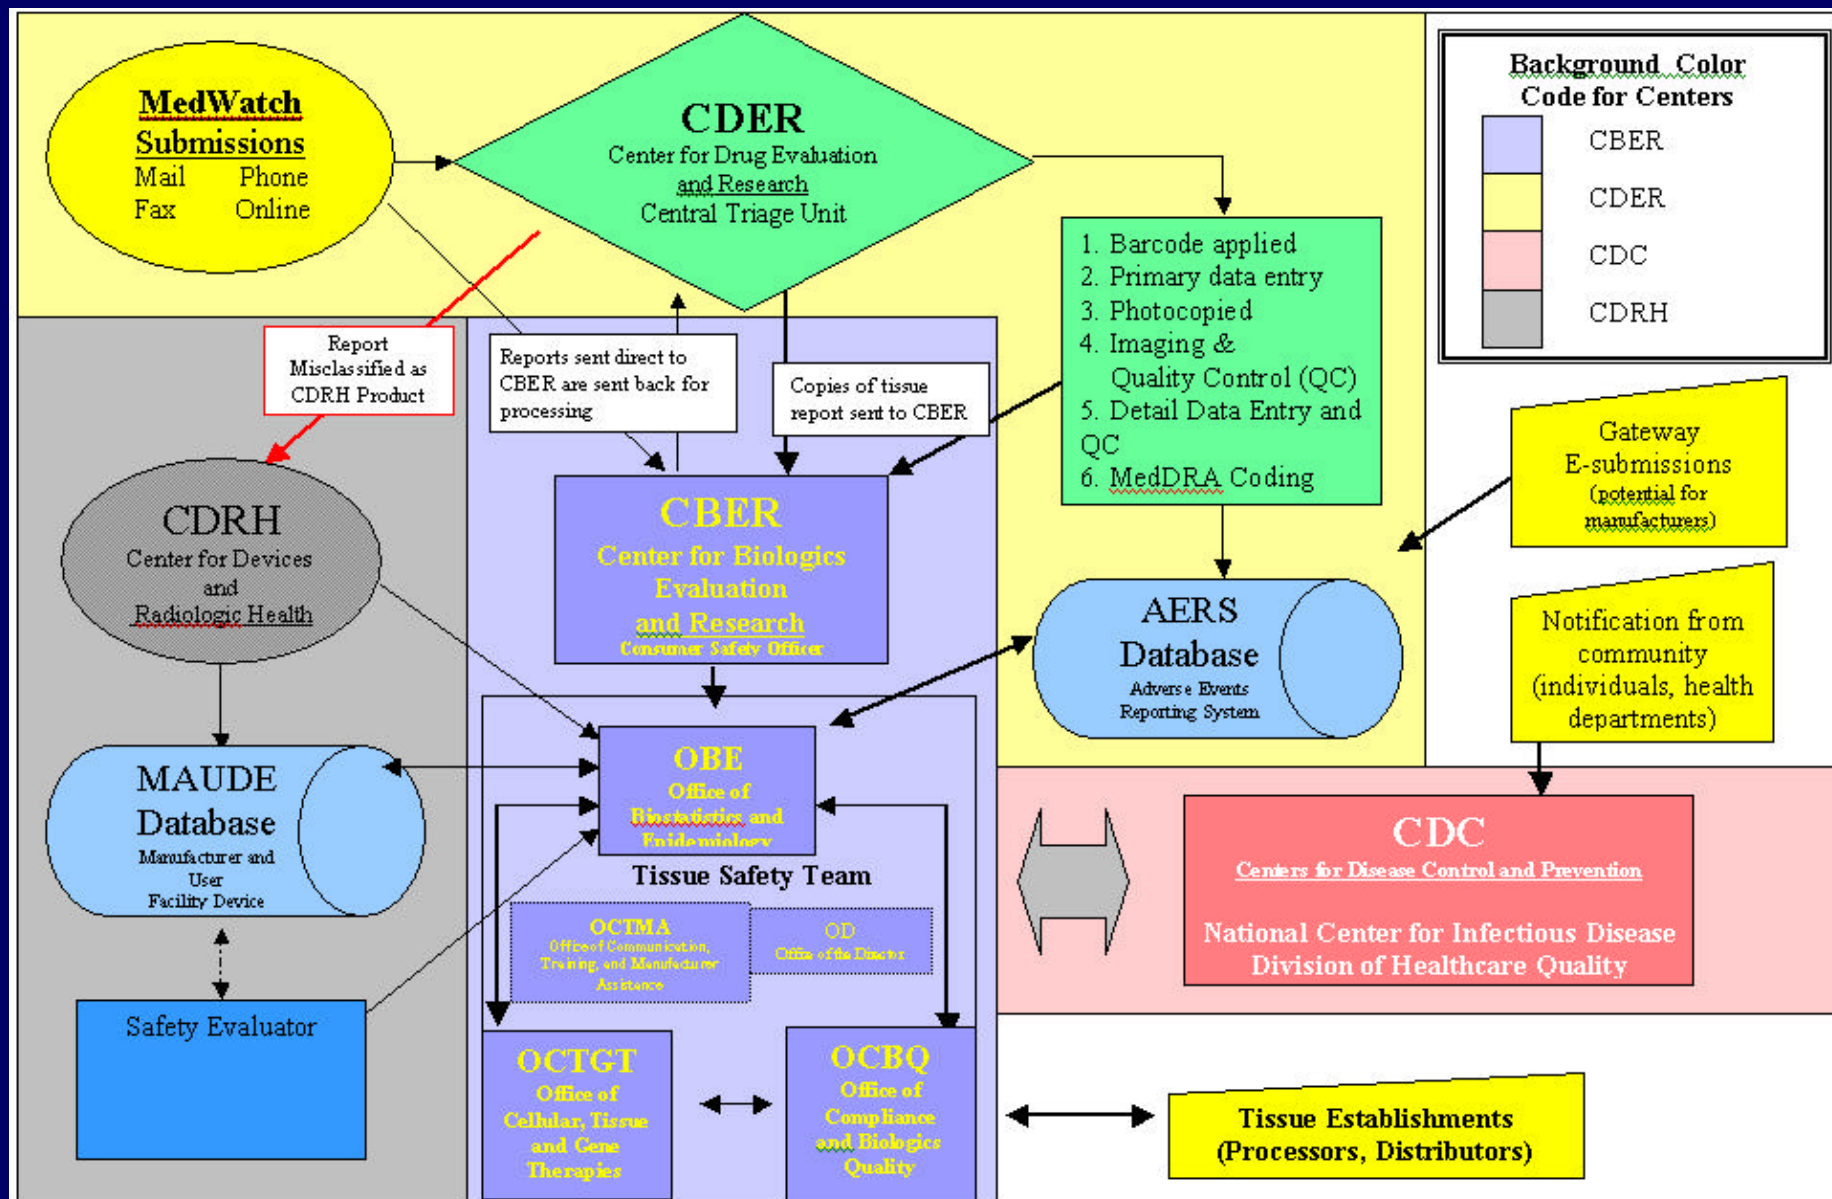 MedWatch
Submissions
Mail Phone
Fax Online
CDER
Center for Drug Evaluation
and Research
Central Triage Unit
Background Color
Code for Centers
CBER
CDER
CDC
CDRH
1. Barcode applied
2. Primary data entry
3. Photocopied
4. Imaging &
Quality Control (QC)
5. Detail Data Entry and
QC
6. MedDRA Coding
Report
Misclassified as
CDRH Product
Reports sent direct to
CBER are sent back for
processing
Copies of tissue
report sent to CBER
Gateway
E-submissions
(potential for
manufacturers)
CDRH
Center for Devices
and
Radiologic Health
CBER
Center for Biologics
Evaluation
and Research
Consumer Safety Officer
AERS
Database
Adverse Events
Reporting System
Notification from
community
(individuals, health
departments)
MAUDE
Database
Manufacturer and
User
Facility Device
OBE
Office of
Biostatistics and
Epidemiology
Tissue Safety Team
OCTMA
Office of Communication,
Training, and Manufacturer
Assistance
OD
Office of the Director
CDC
Centers for Disease Control and Prevention
National Center for Infectious Disease
Division of Healthcare Quality
Safety Evaluator
OCTGT
Office of
Cellular, Tissue
and Gene
Therapies
OCBQ
Office of
Compliance
and Biologics
Quality
Tissue Establishments
(Processors, Distributors)